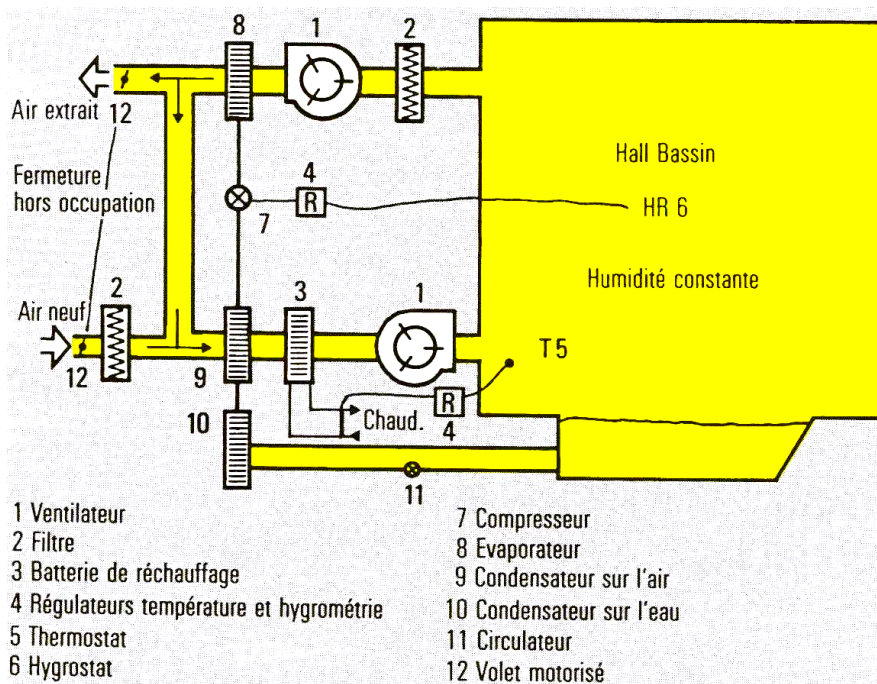 8
1
2
Air extrait 12
Fermeture
hors occupation
4
R
7
Hall Bassin
HR 6
Humidité constante
2
3
1
Air neuf
12
9
T 5
10
R
Chaud. 4
11
1 Ventilateur
2 Filtre
3 Batterie de réchauffage
4 Régulateurs température et hygrométrie
5 Thermostat
6 Hygrostat
7 Compresseur
8 Evaporateur
9 Condensateur sur l'air
10 Condensateur sur l'eau
11 Circulateur
12 Volet motorisé